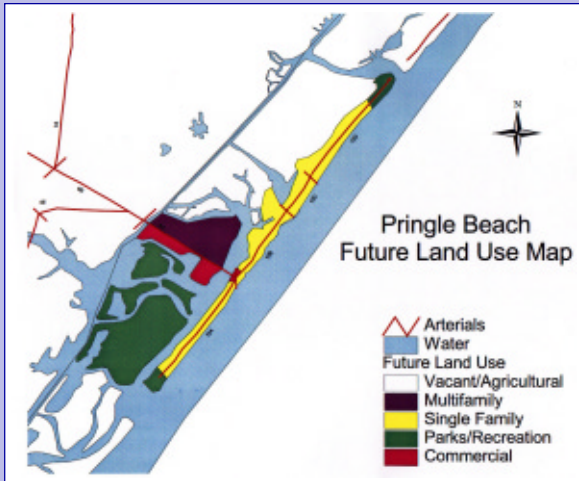 N
Pringle Beach
Future Land Use Map
Arterials
Water
Future Land Use
Vacant/Agricultural
Multifamily
Single Family
Parks/Recreation
Commercial